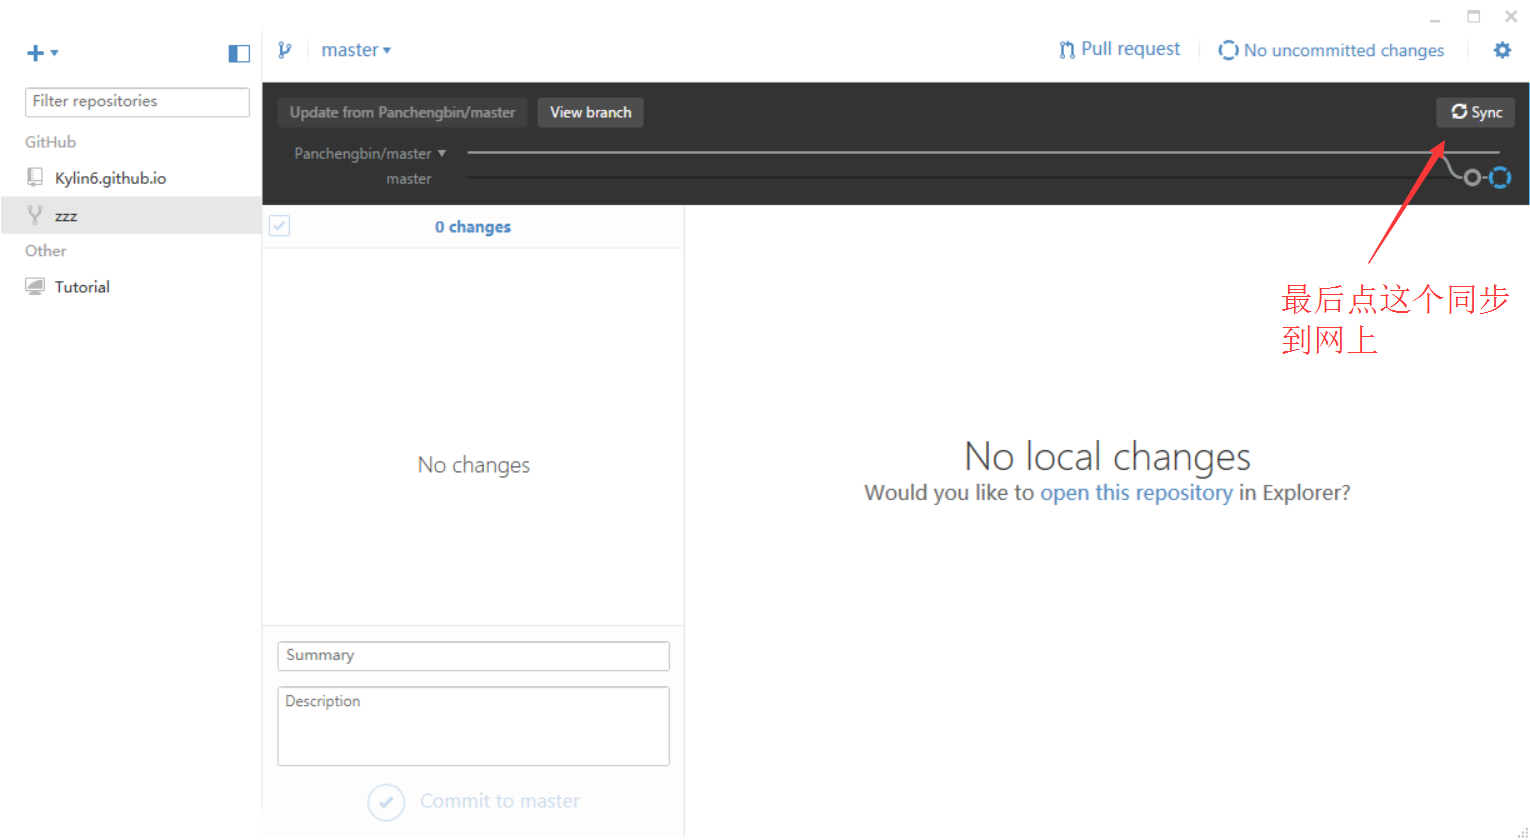 master
Pull request
No uncommitted changes
Filter repositories
GitHub
Kylin6.github.io
zzz
Other
Tutorial
Update from Panchengbin/master
View branch
Sync
Panchengbin/master
master
0 changes
No changes
最后点这个同步
到网上
No local changes
Would you like to open this repository in Explorer?
Summary
Description
Commit to master